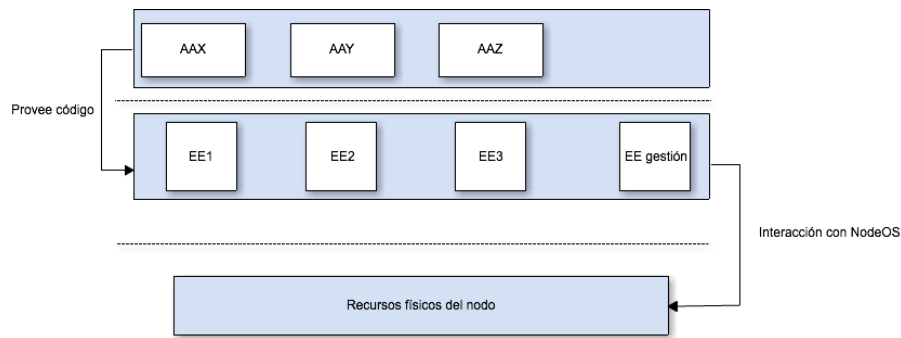 AAX
AAY
AAZ
Provee código
EE1
EE2
EE3
EE gestión
Interacción con NodeOS
Recursos físicos del nodo